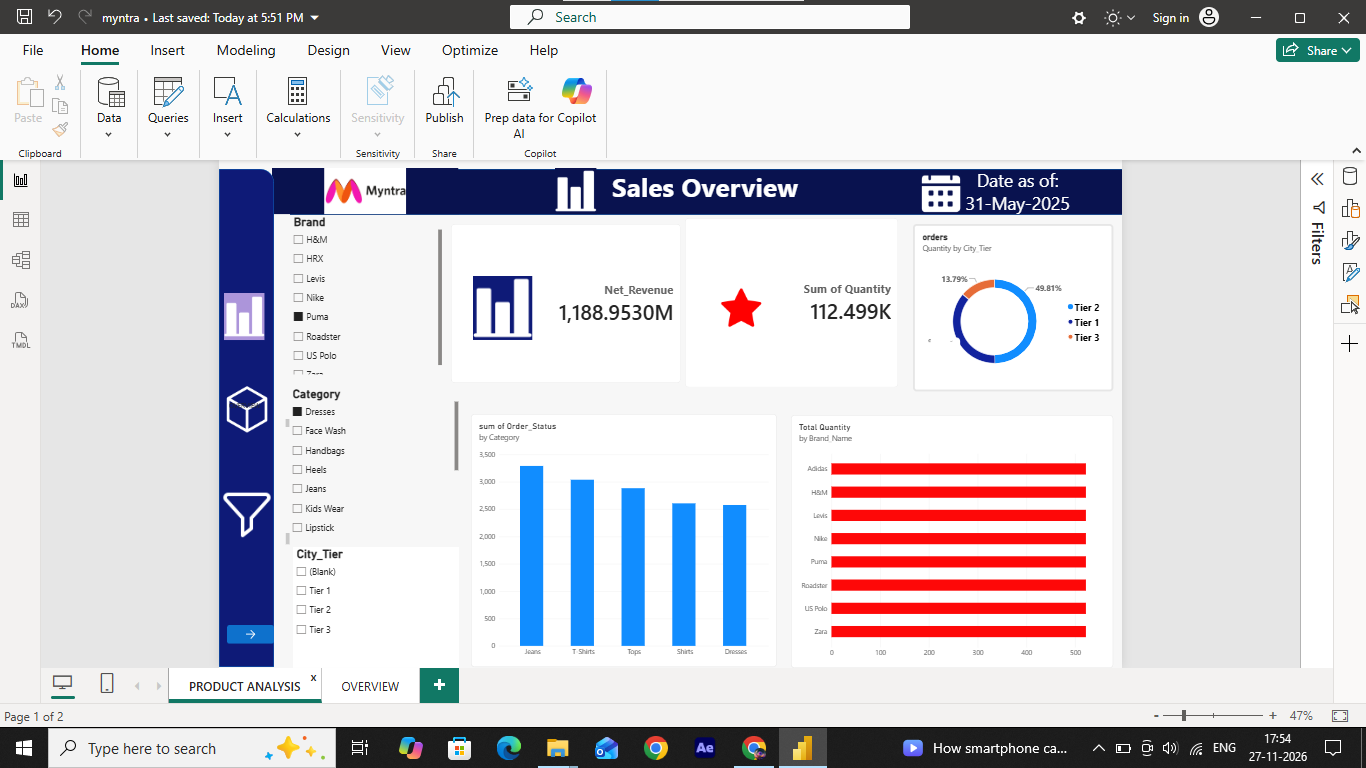 myntra • Last saved: Today at 5:51 PM
Search
Sign in
File
Home
Insert
Modeling
Design
View
Optimize
Help
Share
Paste
Data
Queries
Insert
Calculations
Sensitivity
Publish
Prep data for AI
Copilot
Clipboard
Sensitivity
Share
Copilot
DAX
TMDL
Myntra
Sales Overview
Date as of:
31-May-2025
Filters
Brand
H&M
HRX
Levis
Nike
Puma
Roadster
US Polo
Zara
Category
Dresses
Face Wash
Handbags
Heels
Jeans
Kids Wear
Lipstick
City_Tier
(Blank)
Tier 1
Tier 2
Tier 3
Net_Revenue
1,188.9530M
Sum of Quantity
112.499K
orders
Quantity by City_Tier
13.79%
49.81%
Tier 2
Tier 1
Tier 3
sum of Order_Status
by Category
3,500
3,000
2,500
2,000
1,500
1,000
500
0
Jeans
T-Shirts
Tops
Shirts
Dresses
Total Quantity
by Brand_Name
Adidas
H&M
Levis
Nike
Puma
Roadster
US Polo
Zara
0
100
200
300
400
500
PRODUCT ANALYSIS
x
OVERVIEW
+
Page 1 of 2
- + 47%
Type here to search
Ae
How smartphone ca...
ENG
17:54
27-11-2026